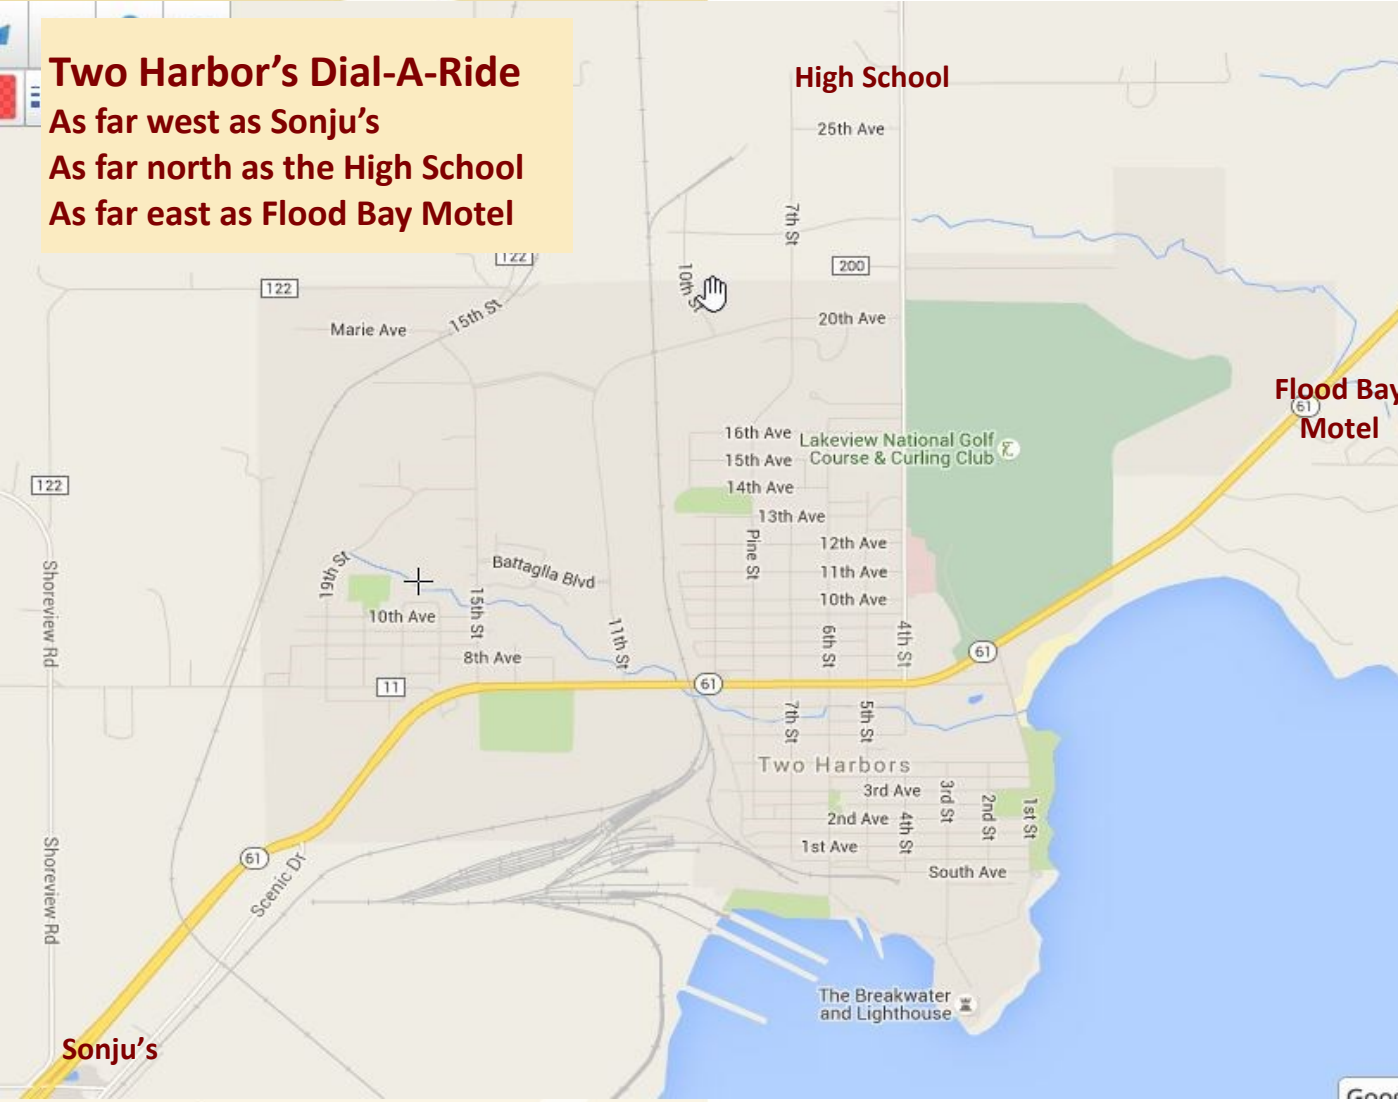 Two Harbor's Dial-A-Ride
As far west as Sonju's
As far north as the High School
As far east as Flood Bay Motel
High School
25th Ave
7th St
122
200
122
10th St
15th St
Marie Ave
20th Ave
Flood Bay
61
Motel
16th Ave
Lakeview National Golf
Course & Curling Club
15th Ave
14th Ave
122
13th Ave
Pine St
12th Ave
16th St
Battaglia Blvd
11th Ave
10th Ave
Shoreview Rd
15th St
10th Ave
11th St
6th St
4th St
8th Ave
61
11
61
7th St
5th St
Two Harbors
3rd Ave
3rd St
2nd St
1st St
2nd Ave
4th St
1st Ave
61
South Ave
Scenic Dr
Shoreview Rd
The Breakwater
and Lighthouse
Sonju's